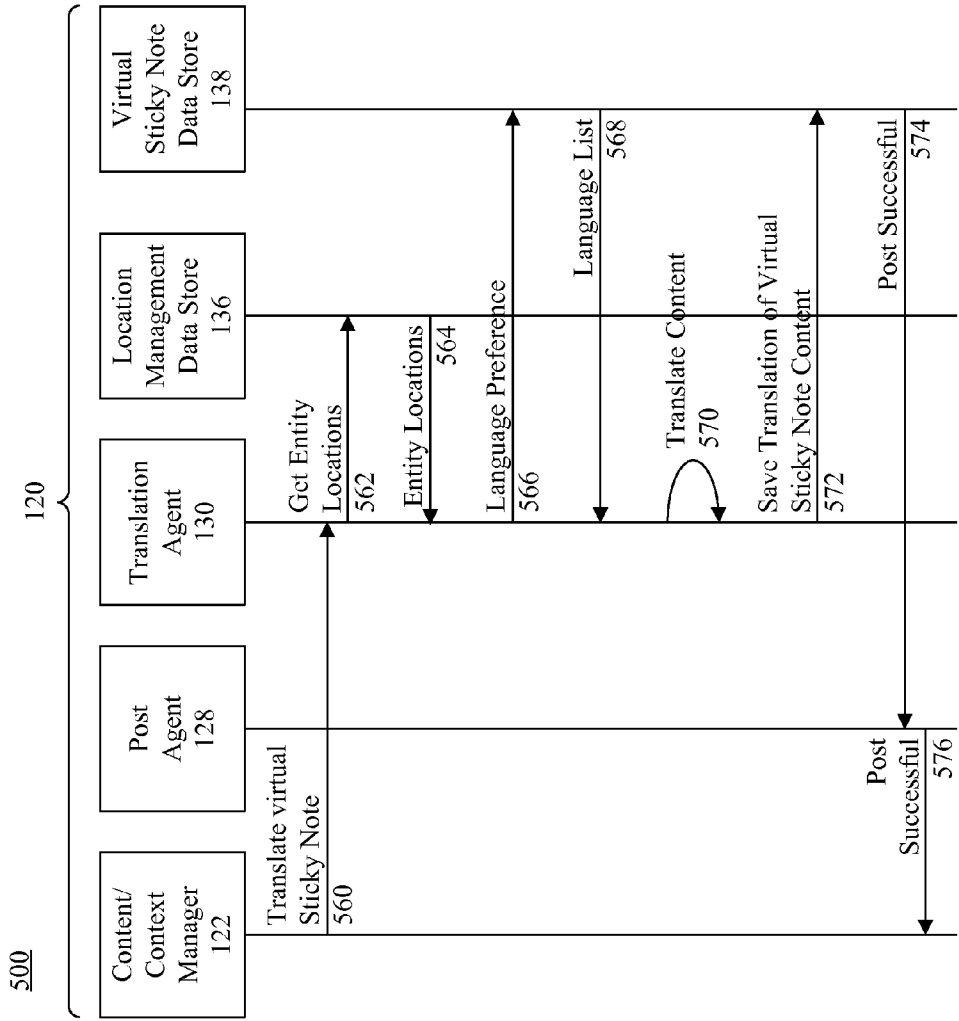 500
120
Content/
Context
Manager
122
Post
Agent
128
Translation
Agent
130
Location
Management
Data Store
136
Virtual
Sticky Note
Data Store
138
Translate virtual
Sticky Note
560
Get Entity
Locations
562
Entity Locations
564
Language Preference
566
Language List
568
Translate Content
570
Save Translation of Virtual
Sticky Note Content
572
Post Successful
574
Post
Successful
576